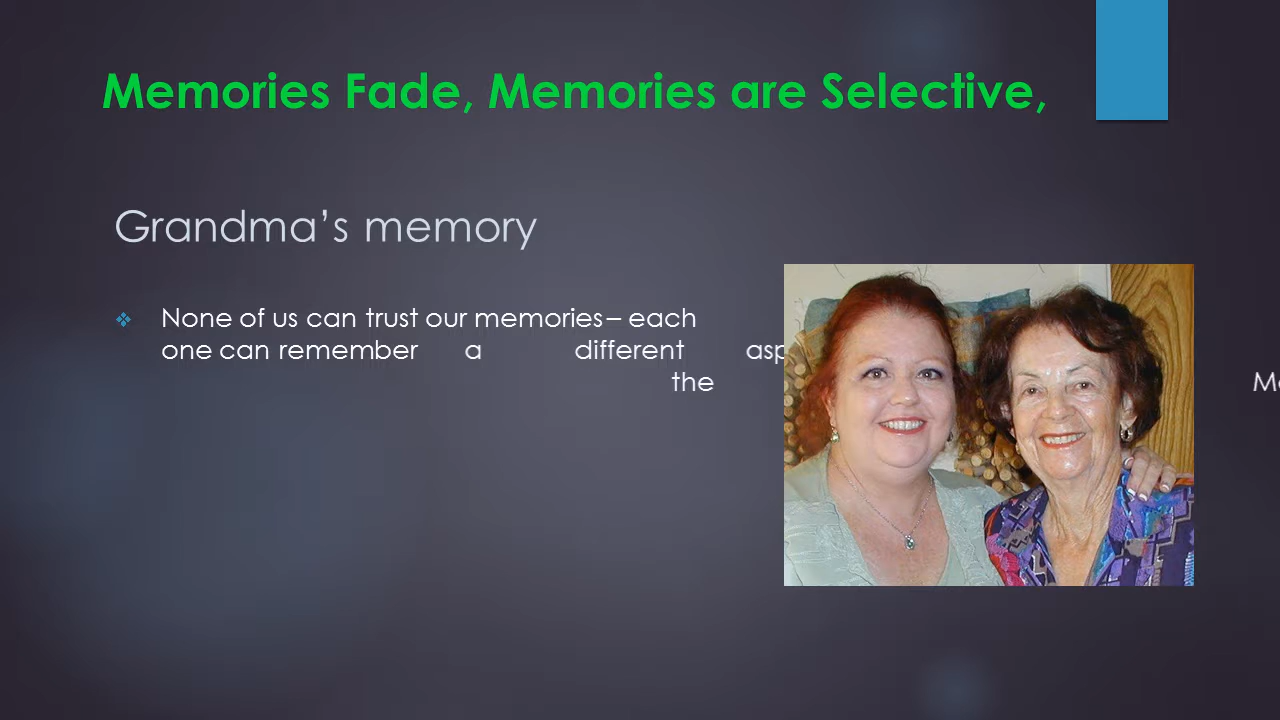 Memories Fade, Memories are Selective,
Grandma’s memory
None of us can trust our memories – each
one can remember a different
the